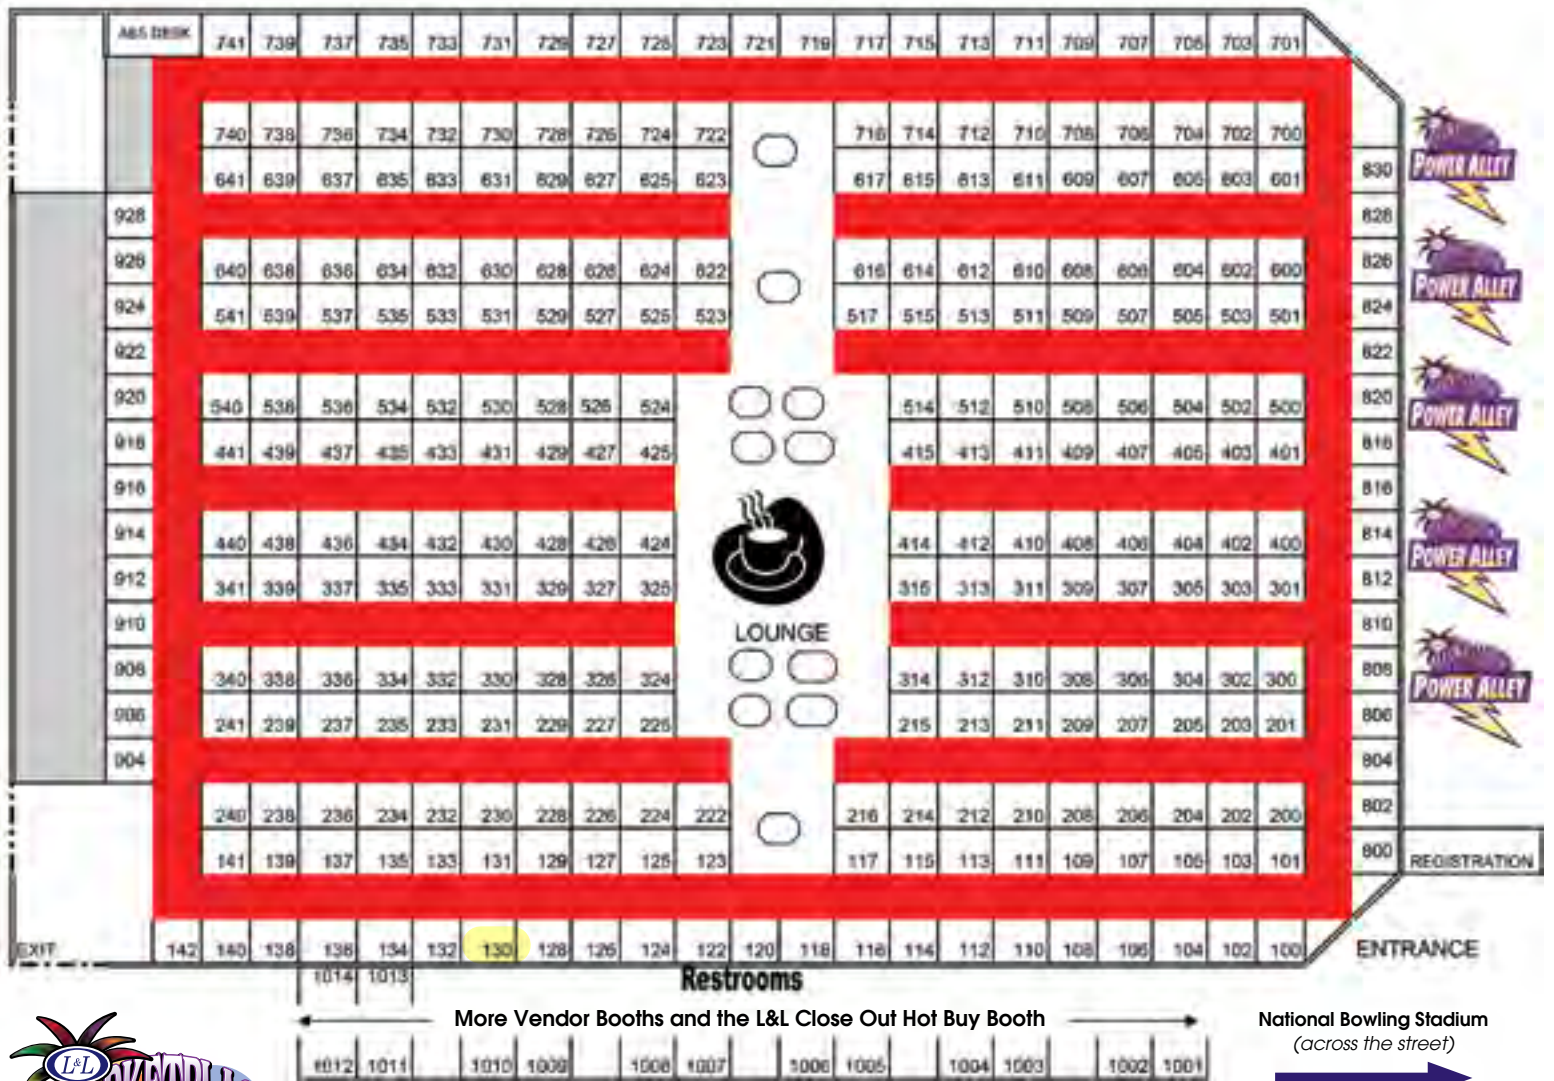 A&S DESK 741 739 737 735 733 731 729 727 725 723 721 719 717 715 713 711 709 707 705 703 701
740 738 736 734 732 730 728 726 724 722 716 714 712 710 708 706 704 702 700
641 639 637 635 633 631 629 627 625 623 617 615 613 611 609 607 605 603 601 830 POWER ALLEY
928 828
926 640 638 636 634 632 630 628 626 624 622 616 614 612 610 608 606 604 602 600 826
POWER ALLEY
924 541 539 537 535 533 531 529 527 525 523 517 515 513 511 509 507 505 503 501 824
922 822
920 540 538 536 534 532 530 528 526 524 514 512 510 508 506 504 502 500 820 POWER ALLEY
918 441 439 437 435 433 431 429 427 425 415 413 411 409 407 405 403 401 818
916 816
914 440 438 436 434 432 430 428 426 424 414 412 410 408 406 404 402 400 814
POWER ALLEY
912 341 339 337 335 333 331 329 327 325 315 313 311 309 307 305 303 301 812
910 810
LOUNGE
908 340 338 336 334 332 330 328 326 324 314 312 310 308 306 304 302 300 808 POWER ALLEY
906 241 239 237 235 233 231 229 227 225 215 213 211 209 207 205 203 201 806
904 804
240 238 236 234 232 230 228 226 224 222 216 214 212 210 208 206 204 202 200 802
141 139 137 135 133 131 129 127 125 123 117 115 113 111 109 107 105 103 101 800 REGISTRATION
EXIT 142 140 138 136 134 132 130 128 126 124 122 120 118 116 114 112 110 108 106 104 102 100 ENTRANCE
1014 1013 Restrooms
More Vendor Booths and the L&L Close Out Hot Buy Booth
National Bowling Stadium
(across the street)
L&L
1012 1011 1010 1009 1008 1007 1006 1005 1004 1003 1002 1001